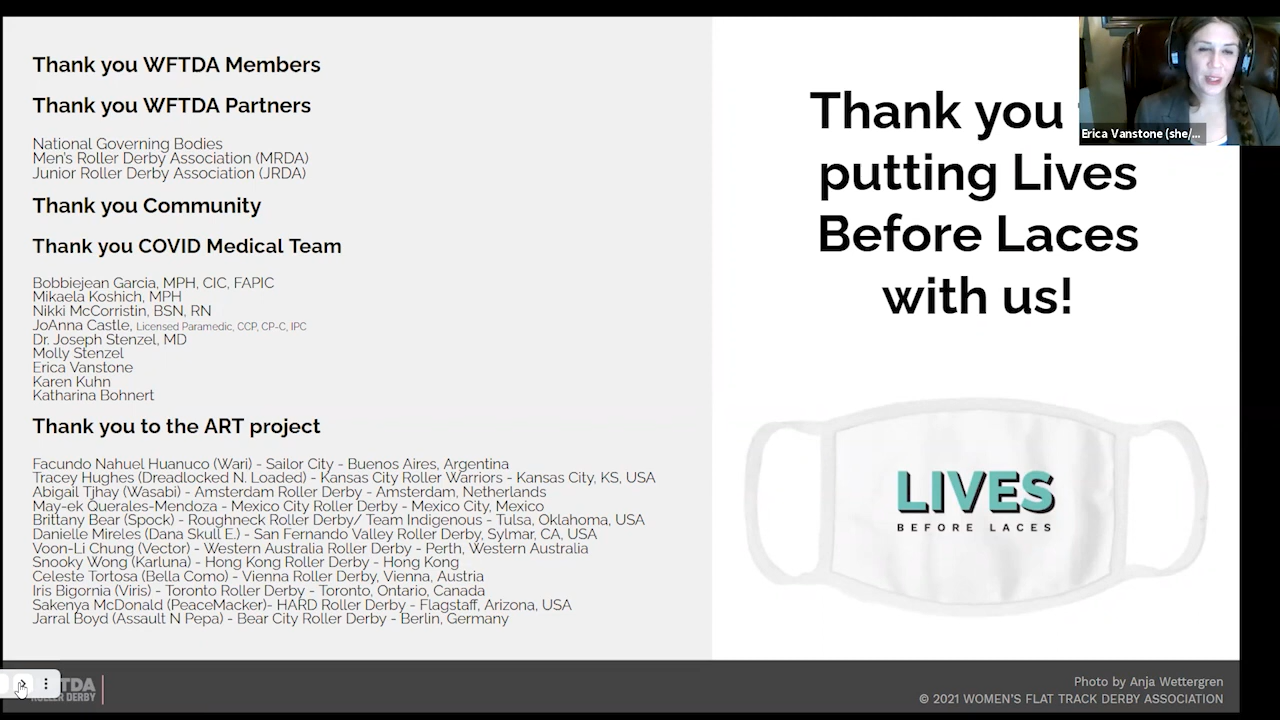 Thank you WFTDA Members
Thank you WFTDA Partners
National Governing Bodies
Men's Roller Derby Association (MRDA)
Junior Roller Derby Association (JRDA)
Thank you Community
Thank you COVID Medical Team
Bobbiejean Garcia, MPH, CIC, FAPIC
Mikaela Koshich, MPH
Nikki McCorristin, BSN, RN
JoAnna Castle, Licensed Paramedic, CCP, CP-C, IPC
Dr. Joseph Stenzel, MD
Molly Stenzel
Erica Vanstone
Karen Kuhn
Katharina Bohnert
Thank you to the ART project
Facundo Nahuel Huanuco (Wari) - Sailor City - Buenos Aires, Argentina
Tracey Hughes (Dreadlocked N. Loaded) - Kansas City Roller Warriors - Kansas City, KS, USA
Abigail Tjhay (Wasabi) - Amsterdam Roller Derby - Amsterdam, Netherlands
May-ek Querales-Mendoza - Mexico City Roller Derby - Mexico City, Mexico
Brittany Bear (Spock) - Roughneck Roller Derby/ Team Indigenous - Tulsa, Oklahoma, USA
Danielle Mireles (Dana Skull E.) - San Fernando Valley Roller Derby, Sylmar, CA, USA
Voon-Li Chung (Vector) - Western Australia Roller Derby - Perth, Western Australia
Snooky Wong (Karluna) - Hong Kong Roller Derby - Hong Kong
Celeste Tortosa (Bella Como) - Vienna Roller Derby, Vienna, Austria
Iris Bigornia (Viris) - Toronto Roller Derby - Toronto, Ontario, Canada
Sakenya McDonald (PeaceMacker)- HARD Roller Derby - Flagstaff, Arizona, USA
Jarral Boyd (Assault N Pepa) - Bear City Roller Derby - Berlin, Germany
Thank you
putting Lives
Before Laces
with us!
Erica Vanstone (she/...
LIVES
BEFORE LACES
DERBY
Photo by Anja Wettergren
© 2021 WOMEN'S FLAT TRACK DERBY ASSOCIATION